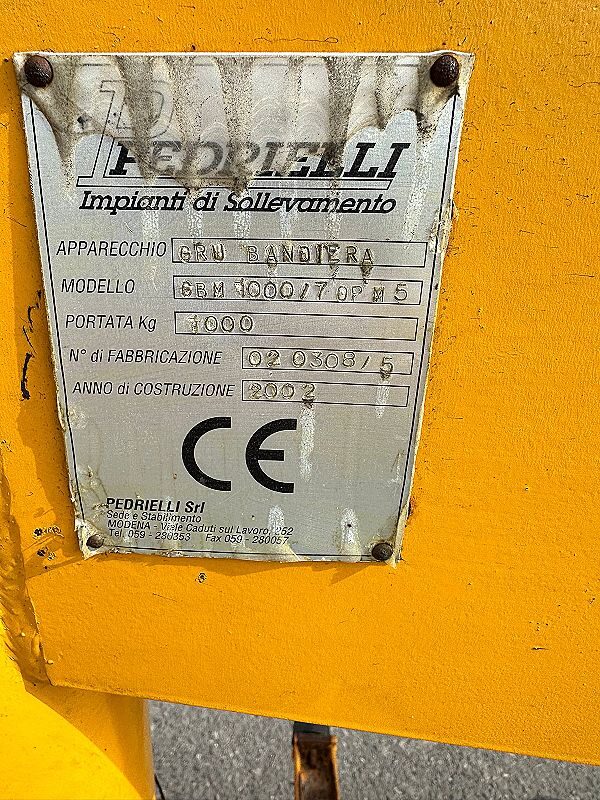 PEDRIELLI
Impianti di Sollevamento
APPARECCHIO GRU BANDIERA
MODELLO GBM 1000/7 OP M 5
PORTATA Kg 1000
N° di FABBRICAZIONE 02 0308/5
ANNO di COSTRUZIONE 2002
CE
PEDRIELLI Srl
Sede e Stabilimento
MODENA - Viale Caduti sul Lavoro, 252
Tel. 059 - 280353 Fax 059 - 280057